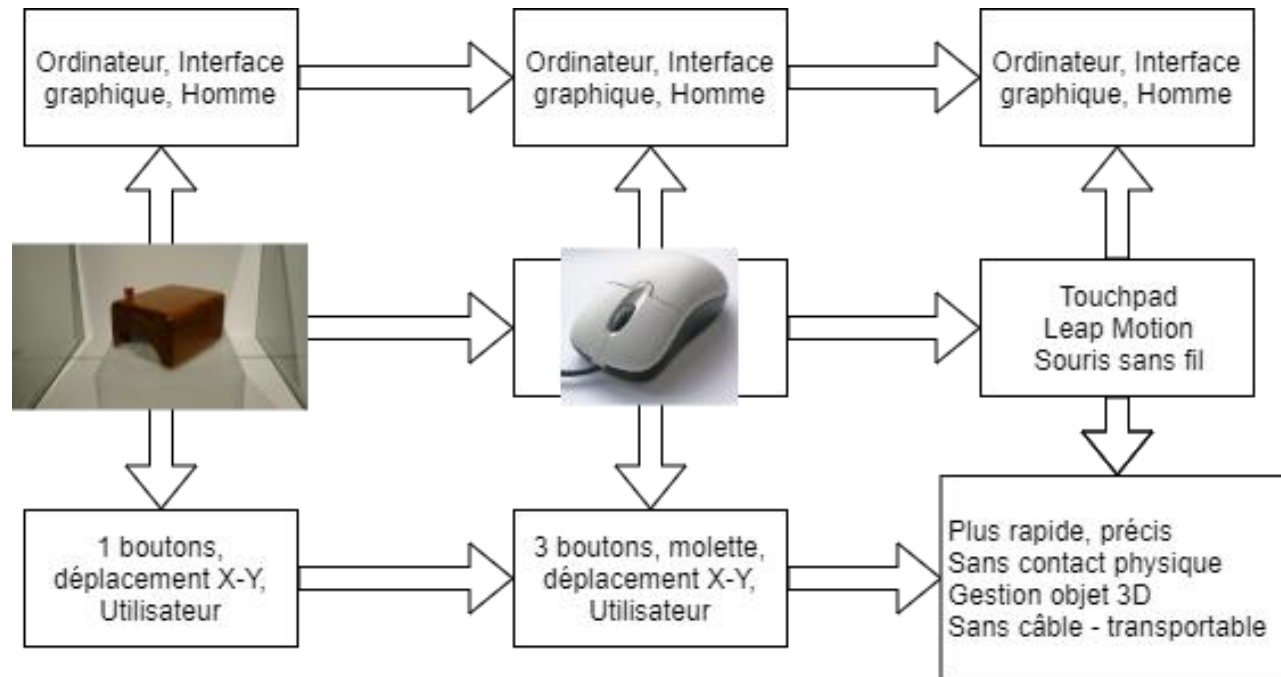 Ordinateur, Interface
graphique, Homme
Ordinateur, Interface
graphique, Homme
Ordinateur, Interface
graphique, Homme
Touchpad
Leap Motion
Souris sans fil
1 boutons,
déplacement X-Y,
Utilisateur
3 boutons, molette,
déplacement X-Y,
Utilisateur
Plus rapide, précis
Sans contact physique
Gestion objet 3D
Sans câble - transportable